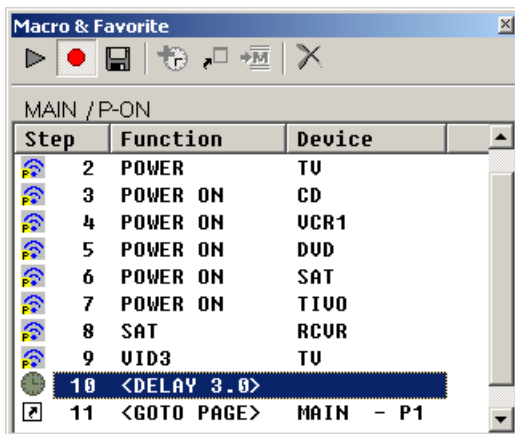 Macro & Favorite
MAIN / P-ON
Step Function Device
2 POWER TV
3 POWER ON CD
4 POWER ON VCR1
5 POWER ON DVD
6 POWER ON SAT
7 POWER ON TIVO
8 SAT RCVR
9 VID3 TV
10 <DELAY 3.0>
11 <GOTO PAGE> MAIN - P1